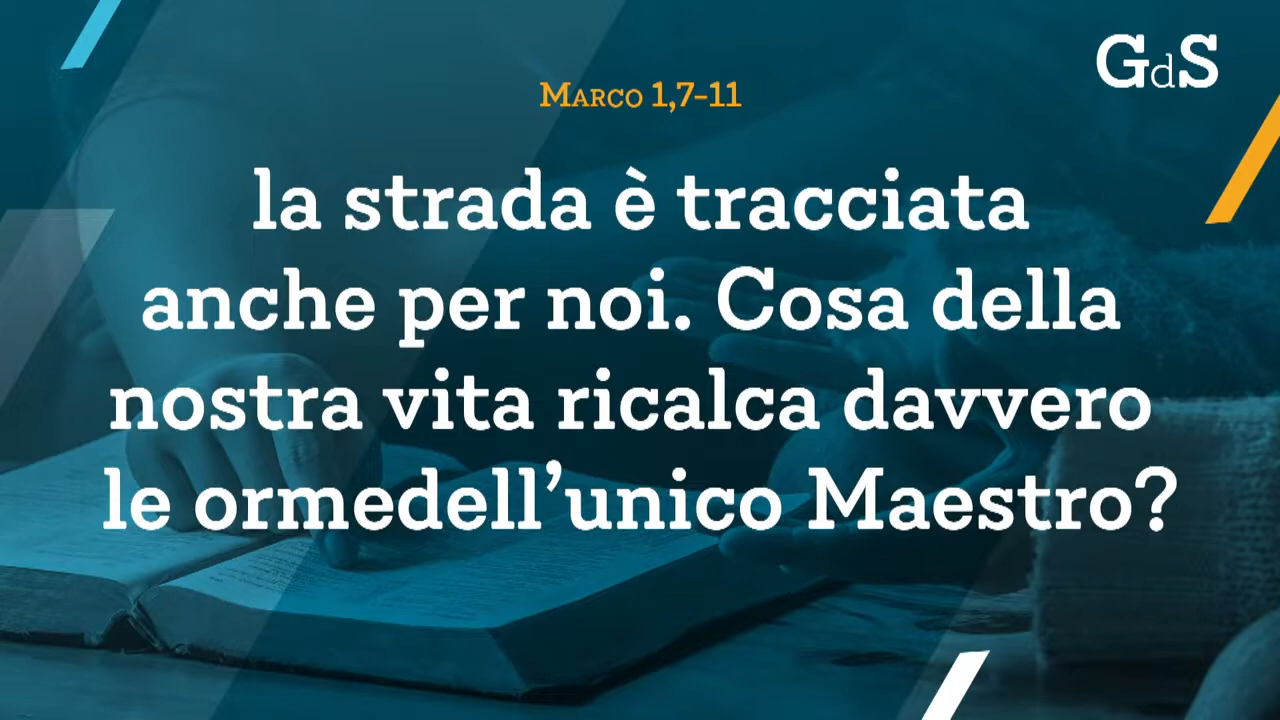 GdS
Marco 1,7-11
la strada è tracciata
anche per noi. Cosa della
nostra vita ricalca davvero
le ormedell’unico Maestro?